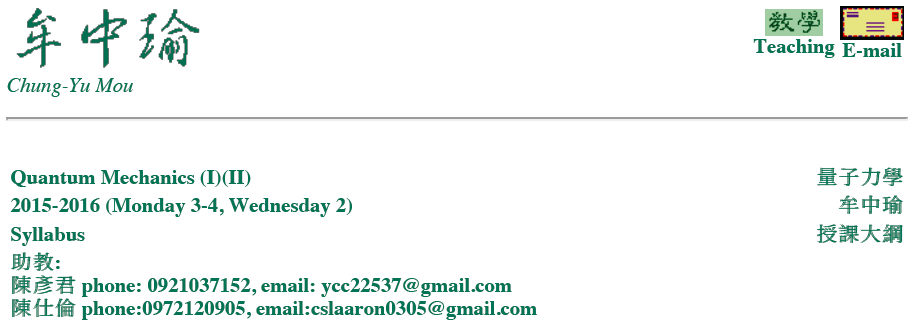 牟中瑜
教學
Teaching
E-mail
Chung-Yu Mou
Quantum Mechanics (I)(II) 量子力學
2015-2016 (Monday 3-4, Wednesday 2) 牟中瑜
Syllabus 授課大綱
助教:
陳彥君 phone: 0921037152, email: ycc22537@gmail.com
陳仕倫 phone:0972120905, email:cslaaron0305@gmail.com